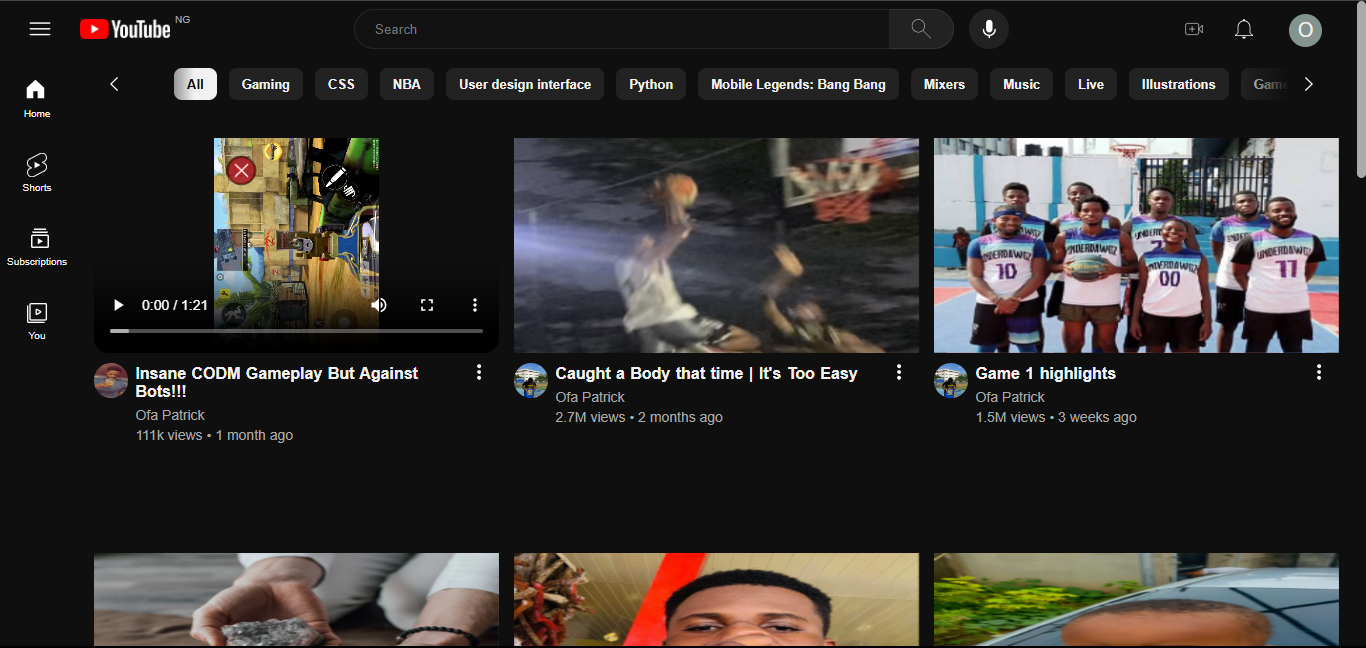 YouTube NG
Search
O
Home
Shorts
Subscriptions
You
All
Gaming
CSS
NBA
User design interface
Python
Mobile Legends: Bang Bang
Mixers
Music
Live
Illustrations
Game
0:00 / 1:21
UNDERDAWGZ
10
UNDERDAWGZ
UNDERDAWGZ
00
UNDERDAWGZ
11
Insane CODM Gameplay But Against
Bots!!!
Ofa Patrick
111k views • 1 month ago
Caught a Body that time | It's Too Easy
Ofa Patrick
2.7M views • 2 months ago
Game 1 highlights
Ofa Patrick
1.5M views • 3 weeks ago